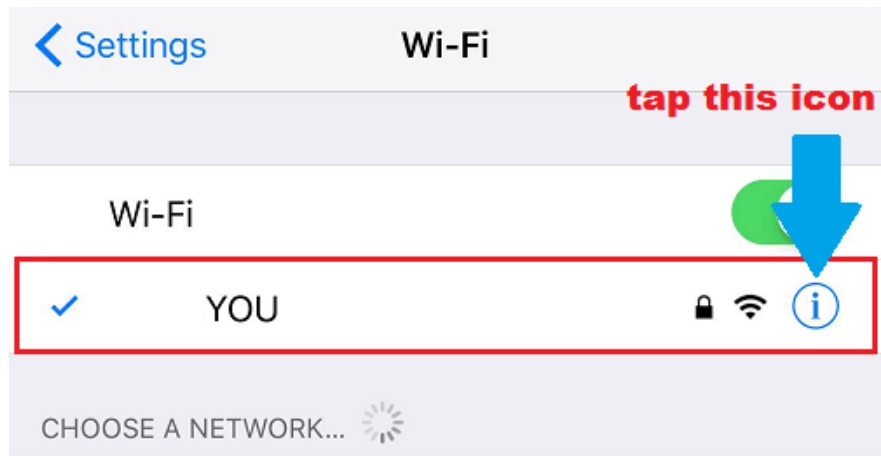 Settings Wi-Fi
tap this icon
Wi-Fi
YOU
CHOOSE A NETWORK...